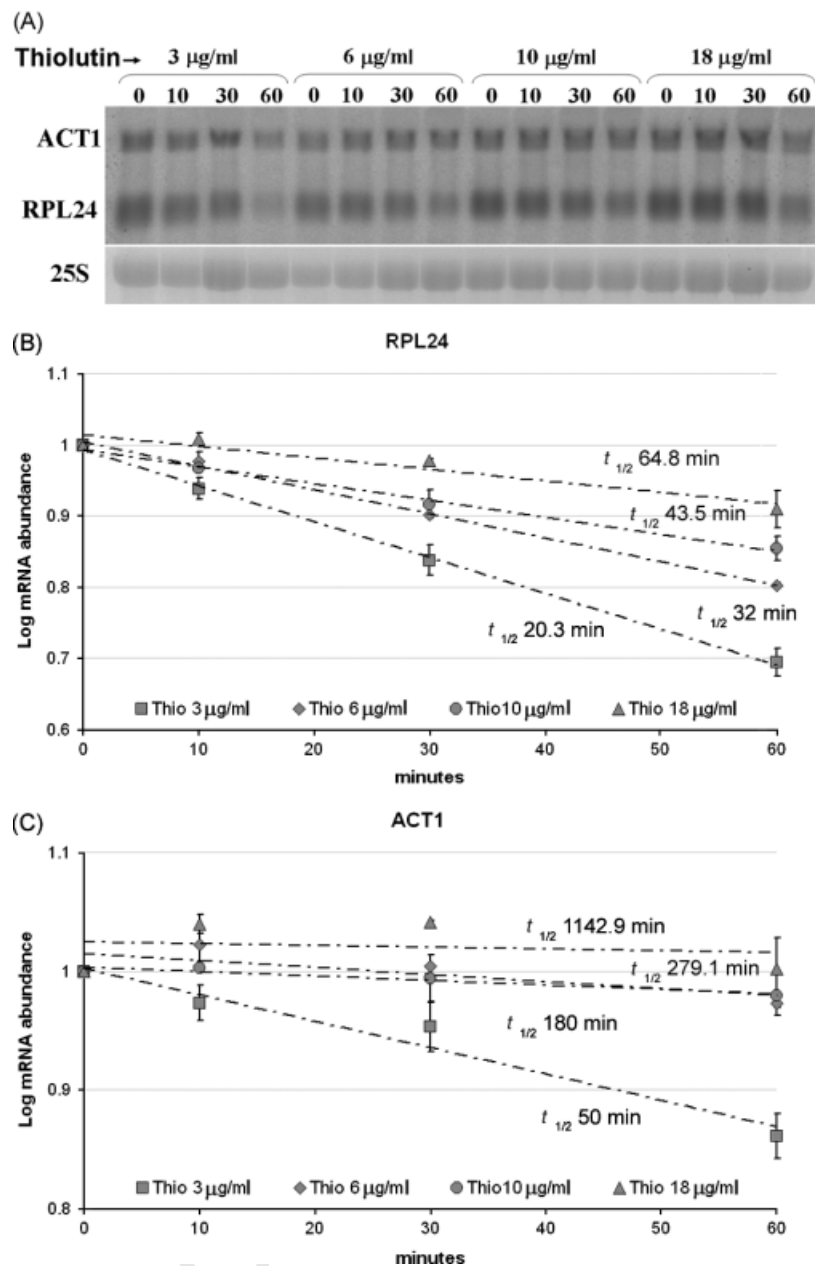 (A)
Thiolutin→ 3 µg/ml 6 µg/ml 10 µg/ml 18 µg/ml
0 10 30 60 0 10 30 60 0 10 30 60 0 10 30 60
ACT1
RPL24
25S
(B)
RPL24
Log mRNA abundance
1.1
1
0.9
0.8
0.7
0.6
t 1/2 64.8 min
t 1/2 43.5 min
t 1/2 32 min
t 1/2 20.3 min
Thio 3 µg/ml Thio 6 µg/ml Thio10 µg/ml Thio 18 µg/ml
0 10 20 30 40 50 60
minutes
(C)
ACT1
Log mRNA abundance
1.1
1
0.9
0.8
t 1/2 1142.9 min
t 1/2 279.1 min
t 1/2 180 min
t 1/2 50 min
Thio 3 µg/ml Thio 6 µg/ml Thio10 µg/ml Thio 18 µg/ml
0 10 20 30 40 50 60
minutes